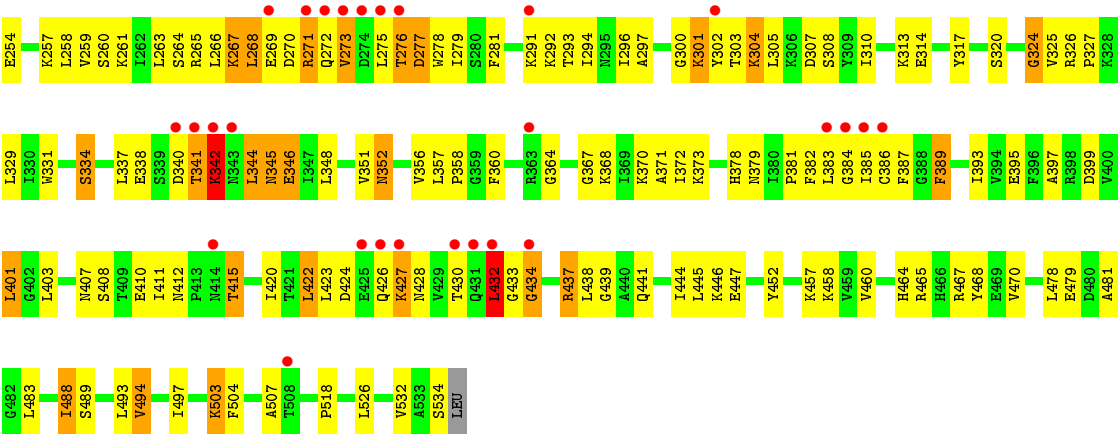 E254 K257 L258 V259 S260 K261 I262 L263 S264 R265 L266 K267 L268 E269 D270 R271 Q272 V273 D274 L275 T276 D277 W278 I279 S280 F281 K291 K292 T293 I294 N295 I296 A297 G300 K301 Y302 T303 K304 L305 K306 D307 S308 Y309 I310 K313 E314 Y317 S320 G324 V325 R326 P327 K328
L329 I330 W331 S334 L337 E338 S339 D340 T341 K342 N343 L344 N345 E346 I347 L348 V351 N352 V356 L357 P358 G359 F360 R363 G364 G367 K368 I369 K370 A371 I372 K373 H378 N379 I380 P381 F382 L383 G384 I385 C386 F387 G388 F389 I393 V394 E395 F396 A397 R398 D399 V400
L401 G402 L403 N407 S408 T409 E410 I411 N412 P413 N414 T415 I420 T421 L422 L423 D424 E425 Q426 K427 N428 V429 T430 Q431 L432 G433 G434 R437 L438 G439 A440 Q441 I444 L445 K446 E447 Y452 K457 K458 V459 V460 H464 R465 H466 R467 Y468 E469 V470 L478 E479 D480 A481
G482 L483 I488 S489 L493 V494 I497 K503 F504 A507 T508 P518 L526 V532 A533 S534 LEU